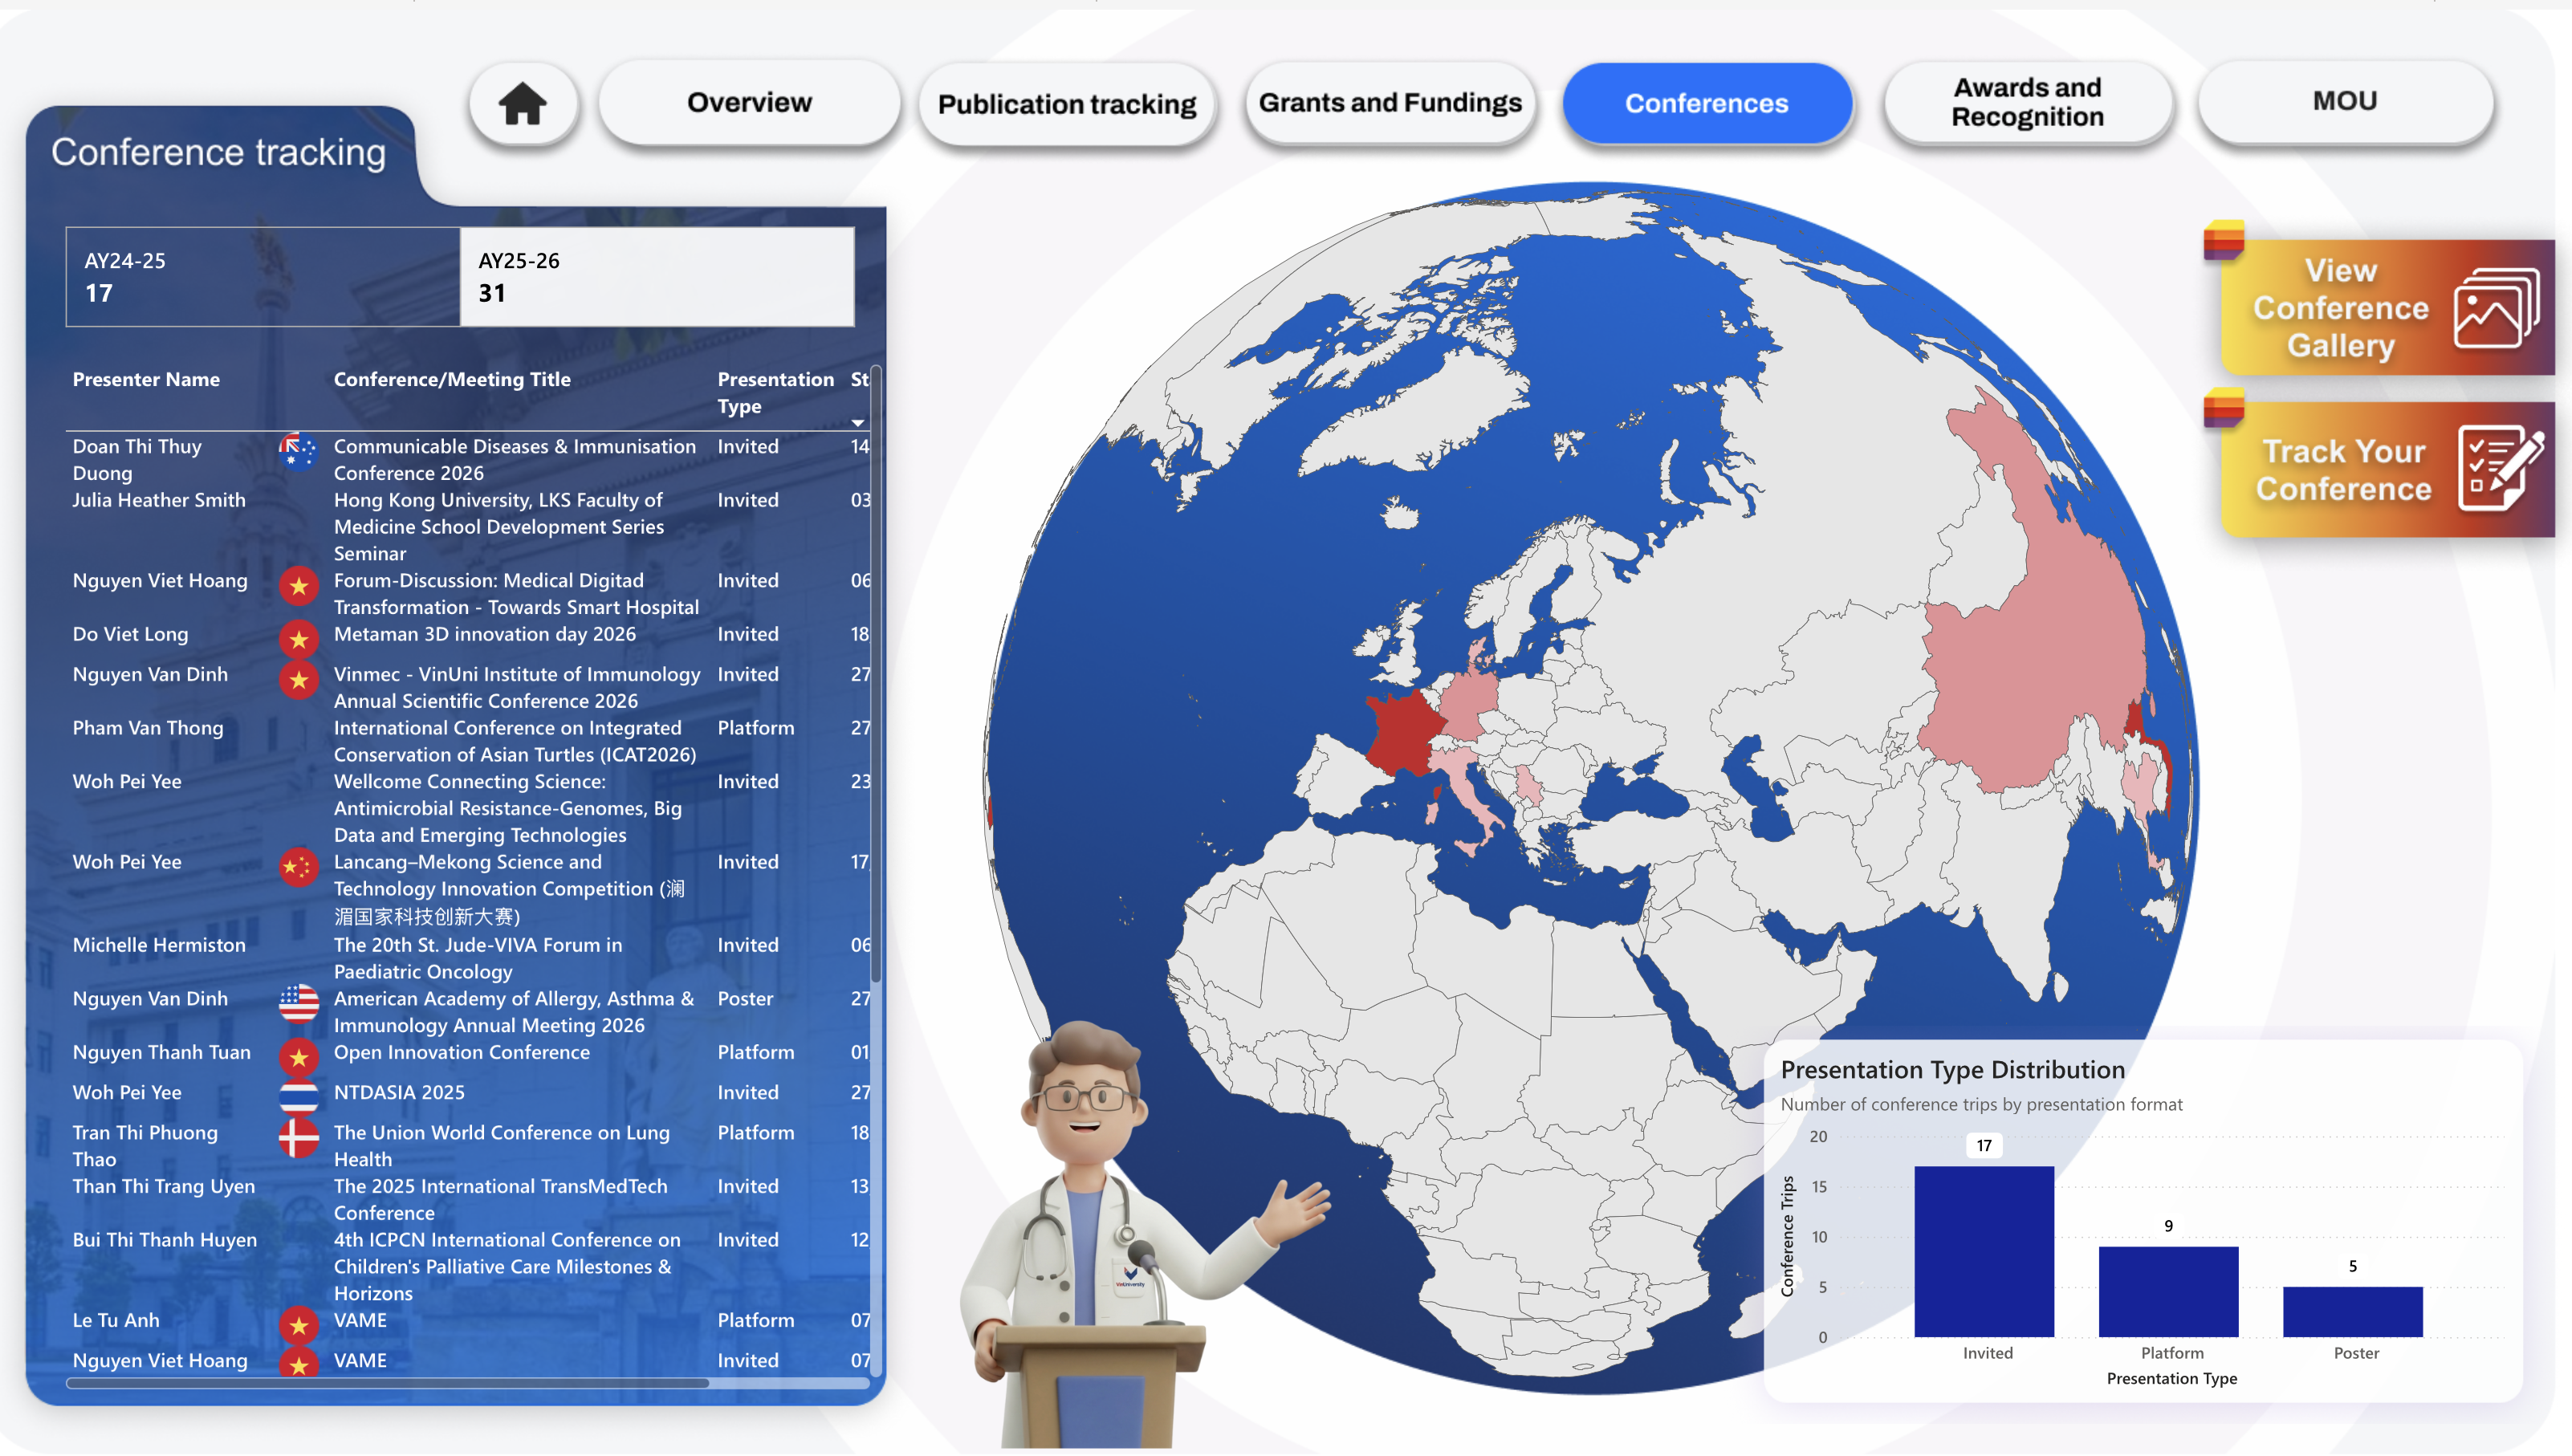 Overview
Publication tracking
Grants and Fundings
Conferences
Awards and
Recognition
MOU
Conference tracking
AY24-25
17
AY25-26
31
Presenter Name
Conference/Meeting Title
Presentation
Type
St
Doan Thi Thuy
Duong
Communicable Diseases & Immunisation
Conference 2026
Invited
14
Julia Heather Smith
Hong Kong University, LKS Faculty of
Medicine School Development Series
Seminar
Invited
03
Nguyen Viet Hoang
Forum-Discussion: Medical Digitad
Transformation - Towards Smart Hospital
Invited
06
Do Viet Long
Metaman 3D innovation day 2026
Invited
18
Nguyen Van Dinh
Vinmec - VinUni Institute of Immunology
Annual Scientific Conference 2026
Invited
27
Pham Van Thong
International Conference on Integrated
Conservation of Asian Turtles (ICAT2026)
Platform
27
Woh Pei Yee
Wellcome Connecting Science:
Antimicrobial Resistance-Genomes, Big
Data and Emerging Technologies
Invited
23
Woh Pei Yee
Lancang–Mekong Science and
Technology Innovation Competition (澜
湄国家科技创新大赛)
Invited
17
Michelle Hermiston
The 20th St. Jude-VIVA Forum in
Paediatric Oncology
Invited
06
Nguyen Van Dinh
American Academy of Allergy, Asthma &
Immunology Annual Meeting 2026
Poster
27
Nguyen Thanh Tuan
Open Innovation Conference
Platform
01
Woh Pei Yee
NTDASIA 2025
Invited
27
Tran Thi Phuong
Thao
The Union World Conference on Lung
Health
Platform
18
Than Thi Trang Uyen
The 2025 International TransMedTech
Conference
Invited
13
Bui Thi Thanh Huyen
4th ICPCN International Conference on
Children's Palliative Care Milestones &
Horizons
Invited
12
Le Tu Anh
VAME
Platform
07
Nguyen Viet Hoang
VAME
Invited
07
View
Conference
Gallery
Track Your
Conference
VinUniversity
Presentation Type Distribution
Number of conference trips by presentation format
Conference Trips
20
15
10
5
0
17
9
5
Invited
Platform
Poster
Presentation Type